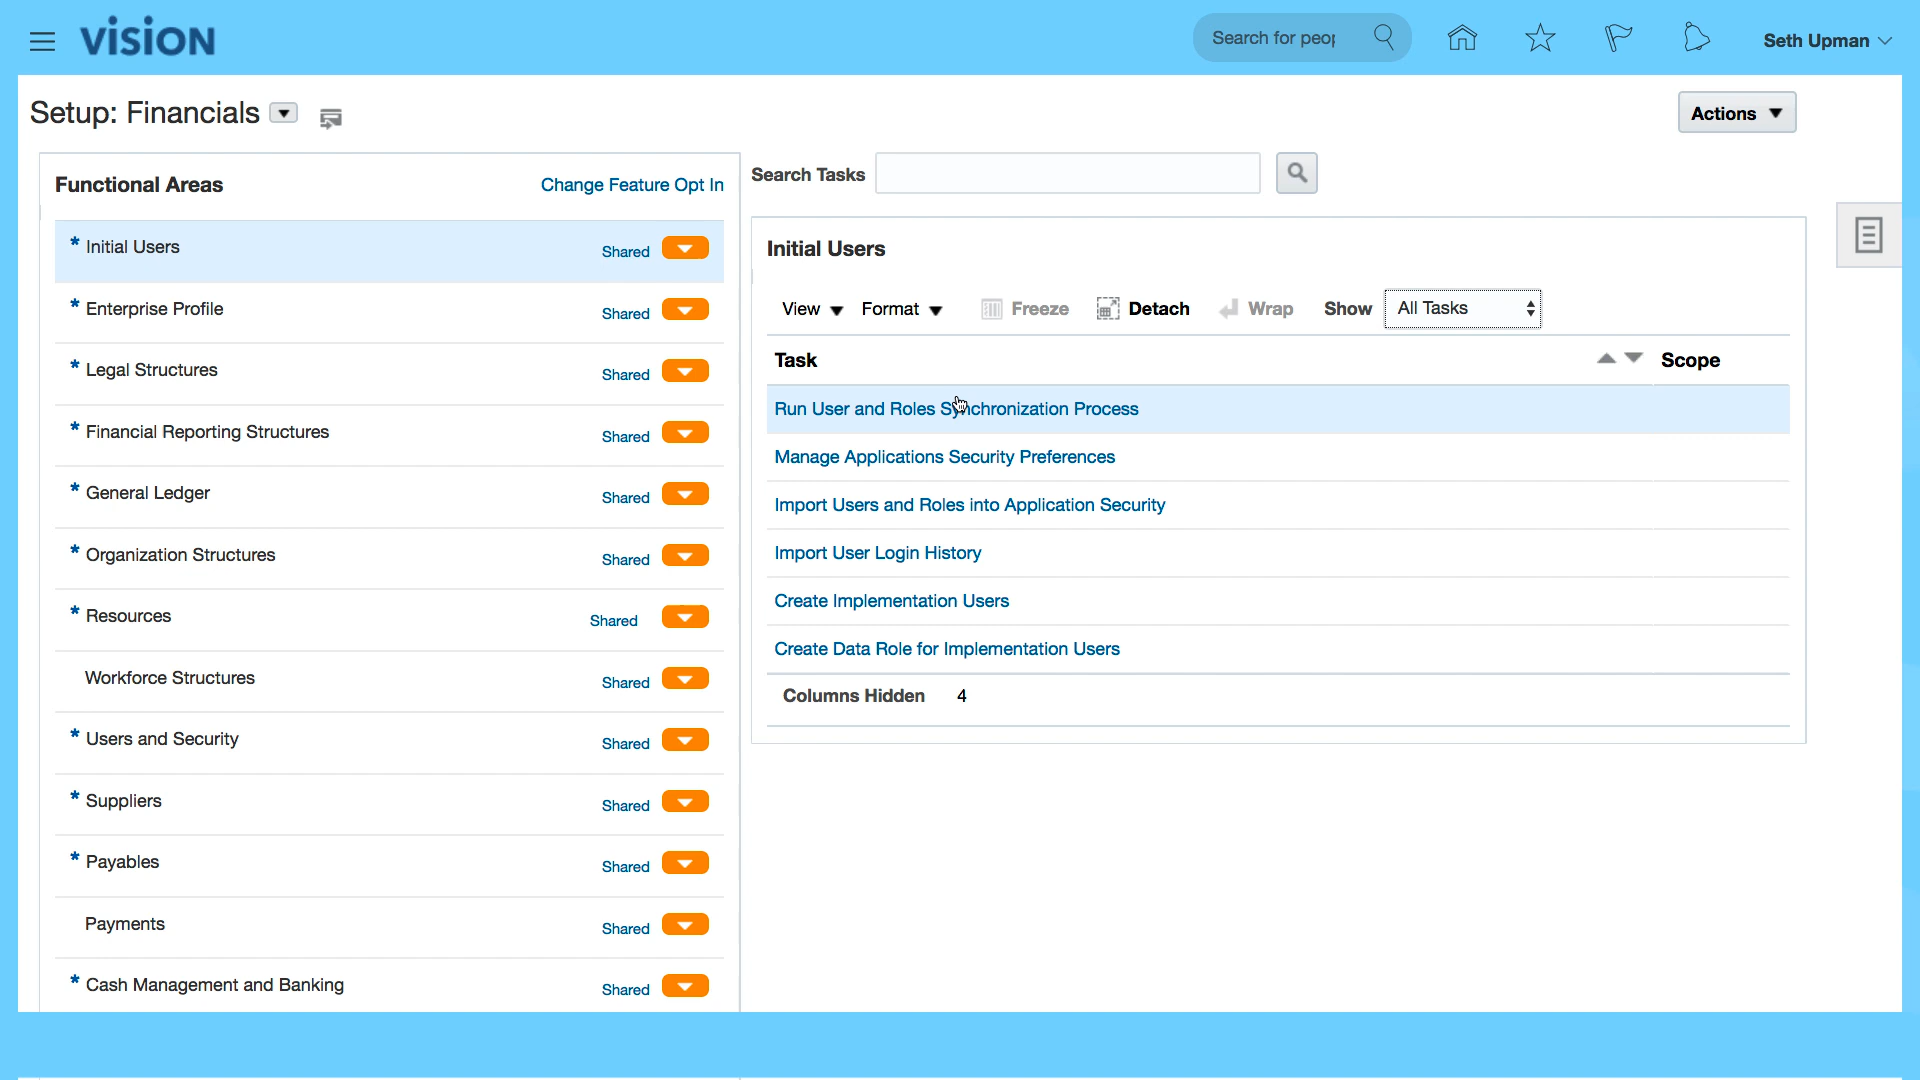 VISION
Search for peop
Seth Upman
Setup: Financials
Actions
Functional Areas
Change Feature Opt In
* Initial Users Shared
* Enterprise Profile Shared
* Legal Structures Shared
* Financial Reporting Structures Shared
* General Ledger Shared
* Organization Structures Shared
* Resources Shared
Workforce Structures Shared
* Users and Security Shared
* Suppliers Shared
* Payables Shared
Payments Shared
* Cash Management and Banking Shared
Search Tasks
Initial Users
View Format Freeze Detach Wrap Show All Tasks
Task Scope
Run User and Roles Synchronization Process
Manage Applications Security Preferences
Import Users and Roles into Application Security
Import User Login History
Create Implementation Users
Create Data Role for Implementation Users
Columns Hidden 4